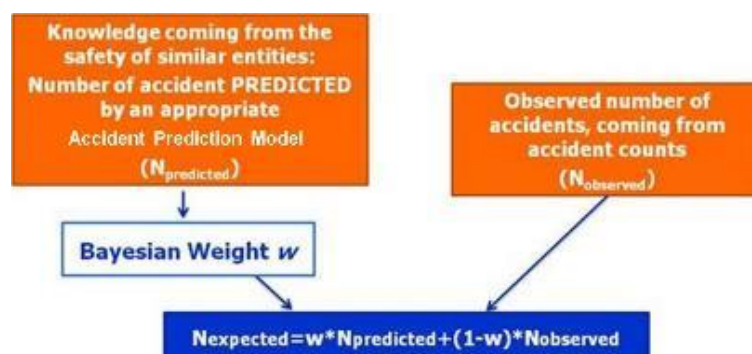 Knowledge coming from the
safety of similar entities:
Number of accident PREDICTED
by an appropriate
Accident Prediction Model
(Npredicted)
Observed number of
accidents, coming from
accident counts
(Nobserved)
Bayesian Weight w
Nexpected=w*Npredicted+(1-w)*Nobserved